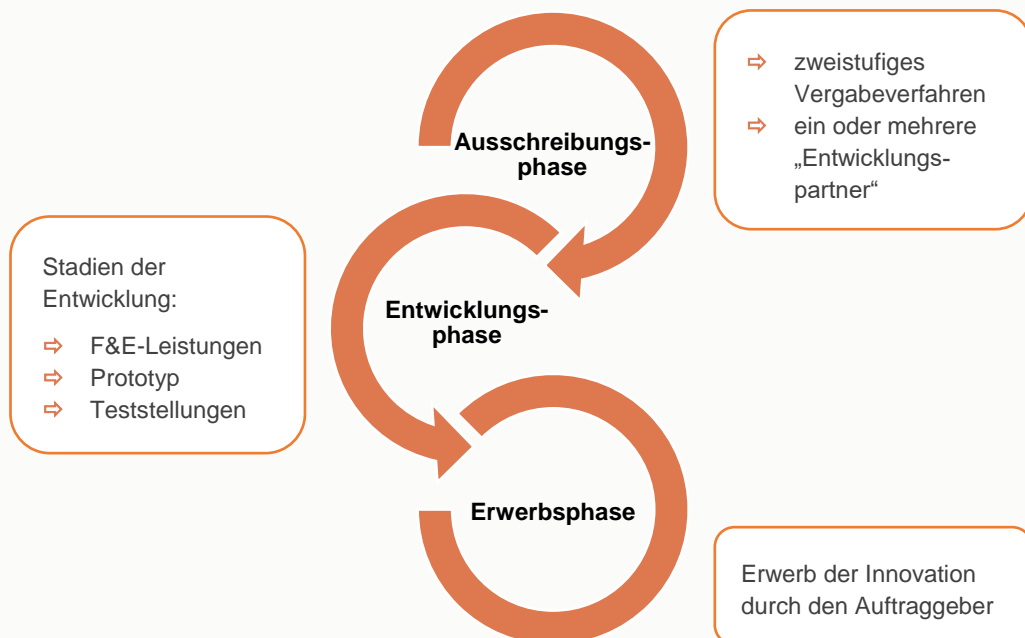 Ausschreibungs-
phase
⇨ zweistufiges
Vergabeverfahren
⇨ ein oder mehrere
„Entwicklungs-
partner“
Stadien der
Entwicklung:
⇨ F&E-Leistungen
⇨ Prototyp
⇨ Teststellungen
Entwicklungs-
phase
Erwerbsphase
Erwerb der Innovation
durch den Auftraggeber